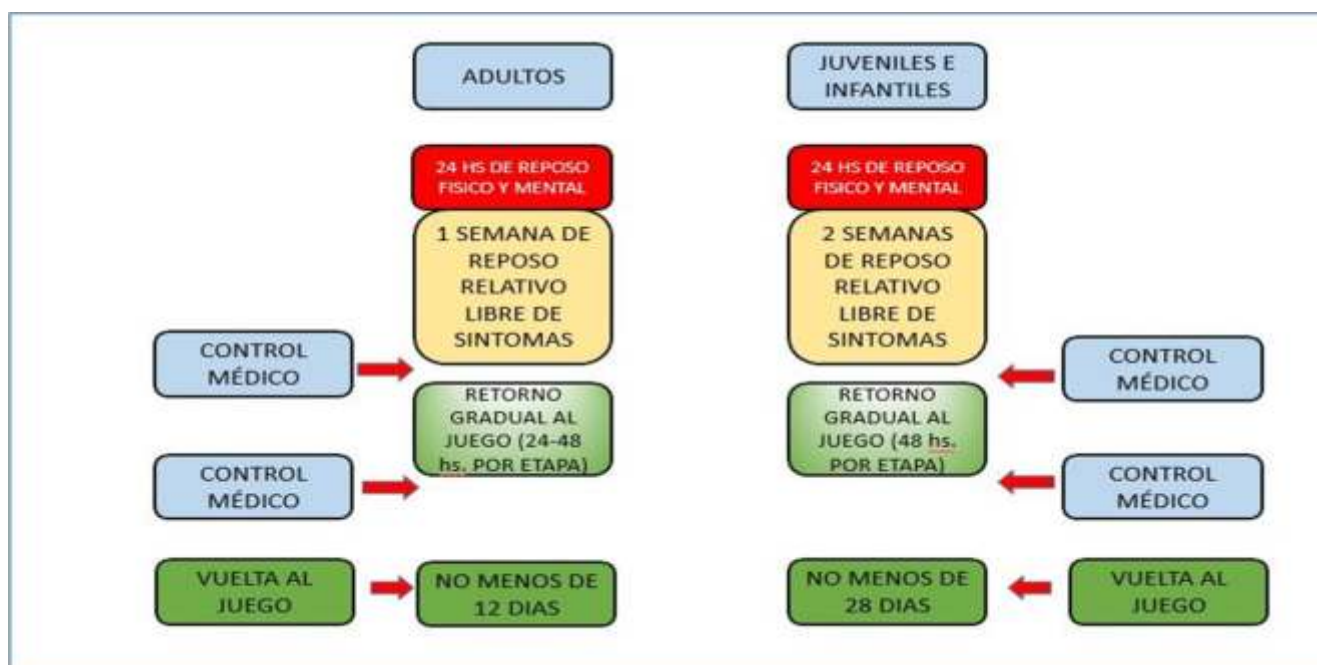 ADULTOS
JUVENILES E
INFANTILES
24 HS DE REPOSO
FISICO Y MENTAL
24 HS DE REPOSO
FISICO Y MENTAL
1 SEMANA DE
REPOSO
RELATIVO
LIBRE DE
SINTOMAS
2 SEMANAS
DE REPOSO
RELATIVO
LIBRE DE
SINTOMAS
CONTROL
MÉDICO
CONTROL
MÉDICO
RETORNO
GRADUAL AL
JUEGO (24-48
hs. POR ETAPA)
RETORNO
GRADUAL AL
JUEGO (48 hs.
POR ETAPA)
CONTROL
MÉDICO
CONTROL
MÉDICO
VUELTA AL
JUEGO
NO MENOS DE
12 DIAS
NO MENOS DE
28 DIAS
VUELTA AL
JUEGO